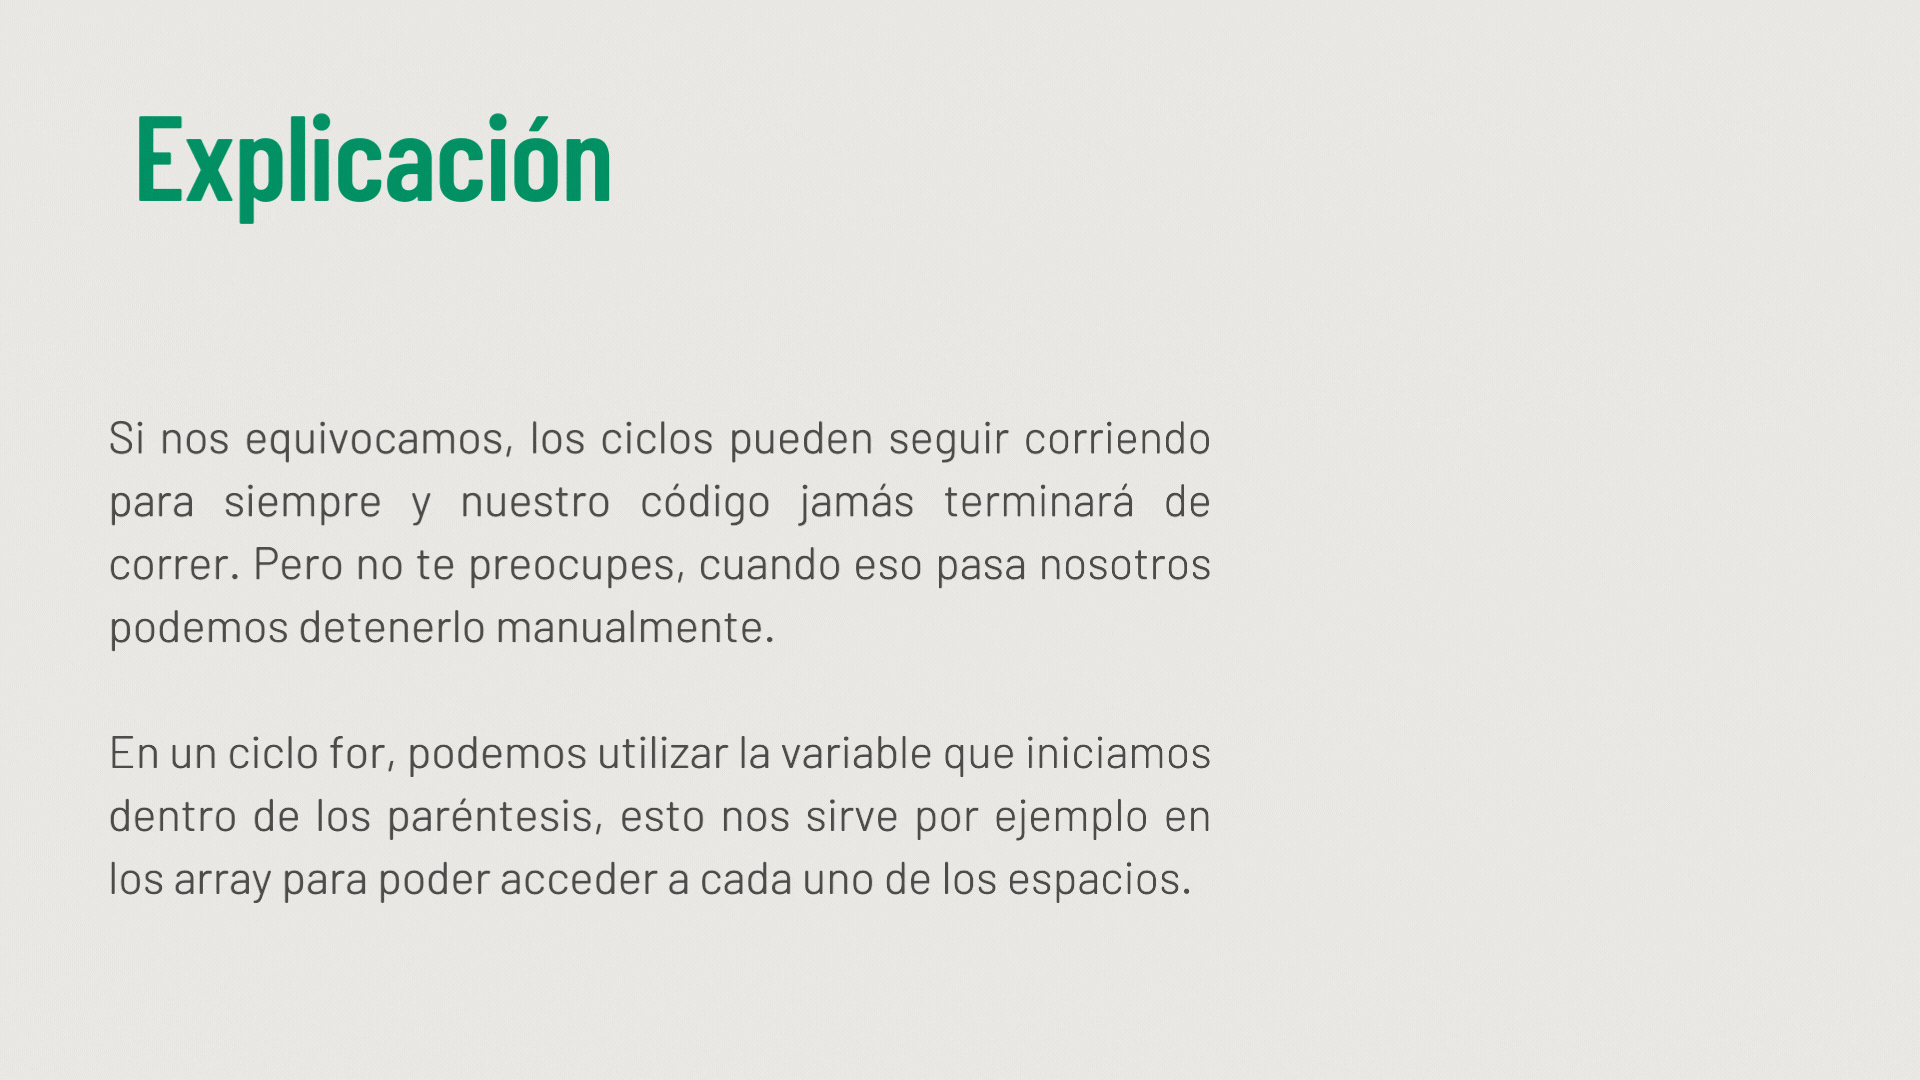 Explicación
Si nos equivocamos, los ciclos pueden seguir corriendo
para siempre y nuestro código jamás terminará de
correr. Pero no te preocupes, cuando eso pasa nosotros
podemos detenerlo manualmente.
En un ciclo for, podemos utilizar la variable que iniciamos
dentro de los paréntesis, esto nos sirve por ejemplo en
los array para poder acceder a cada uno de los espacios.